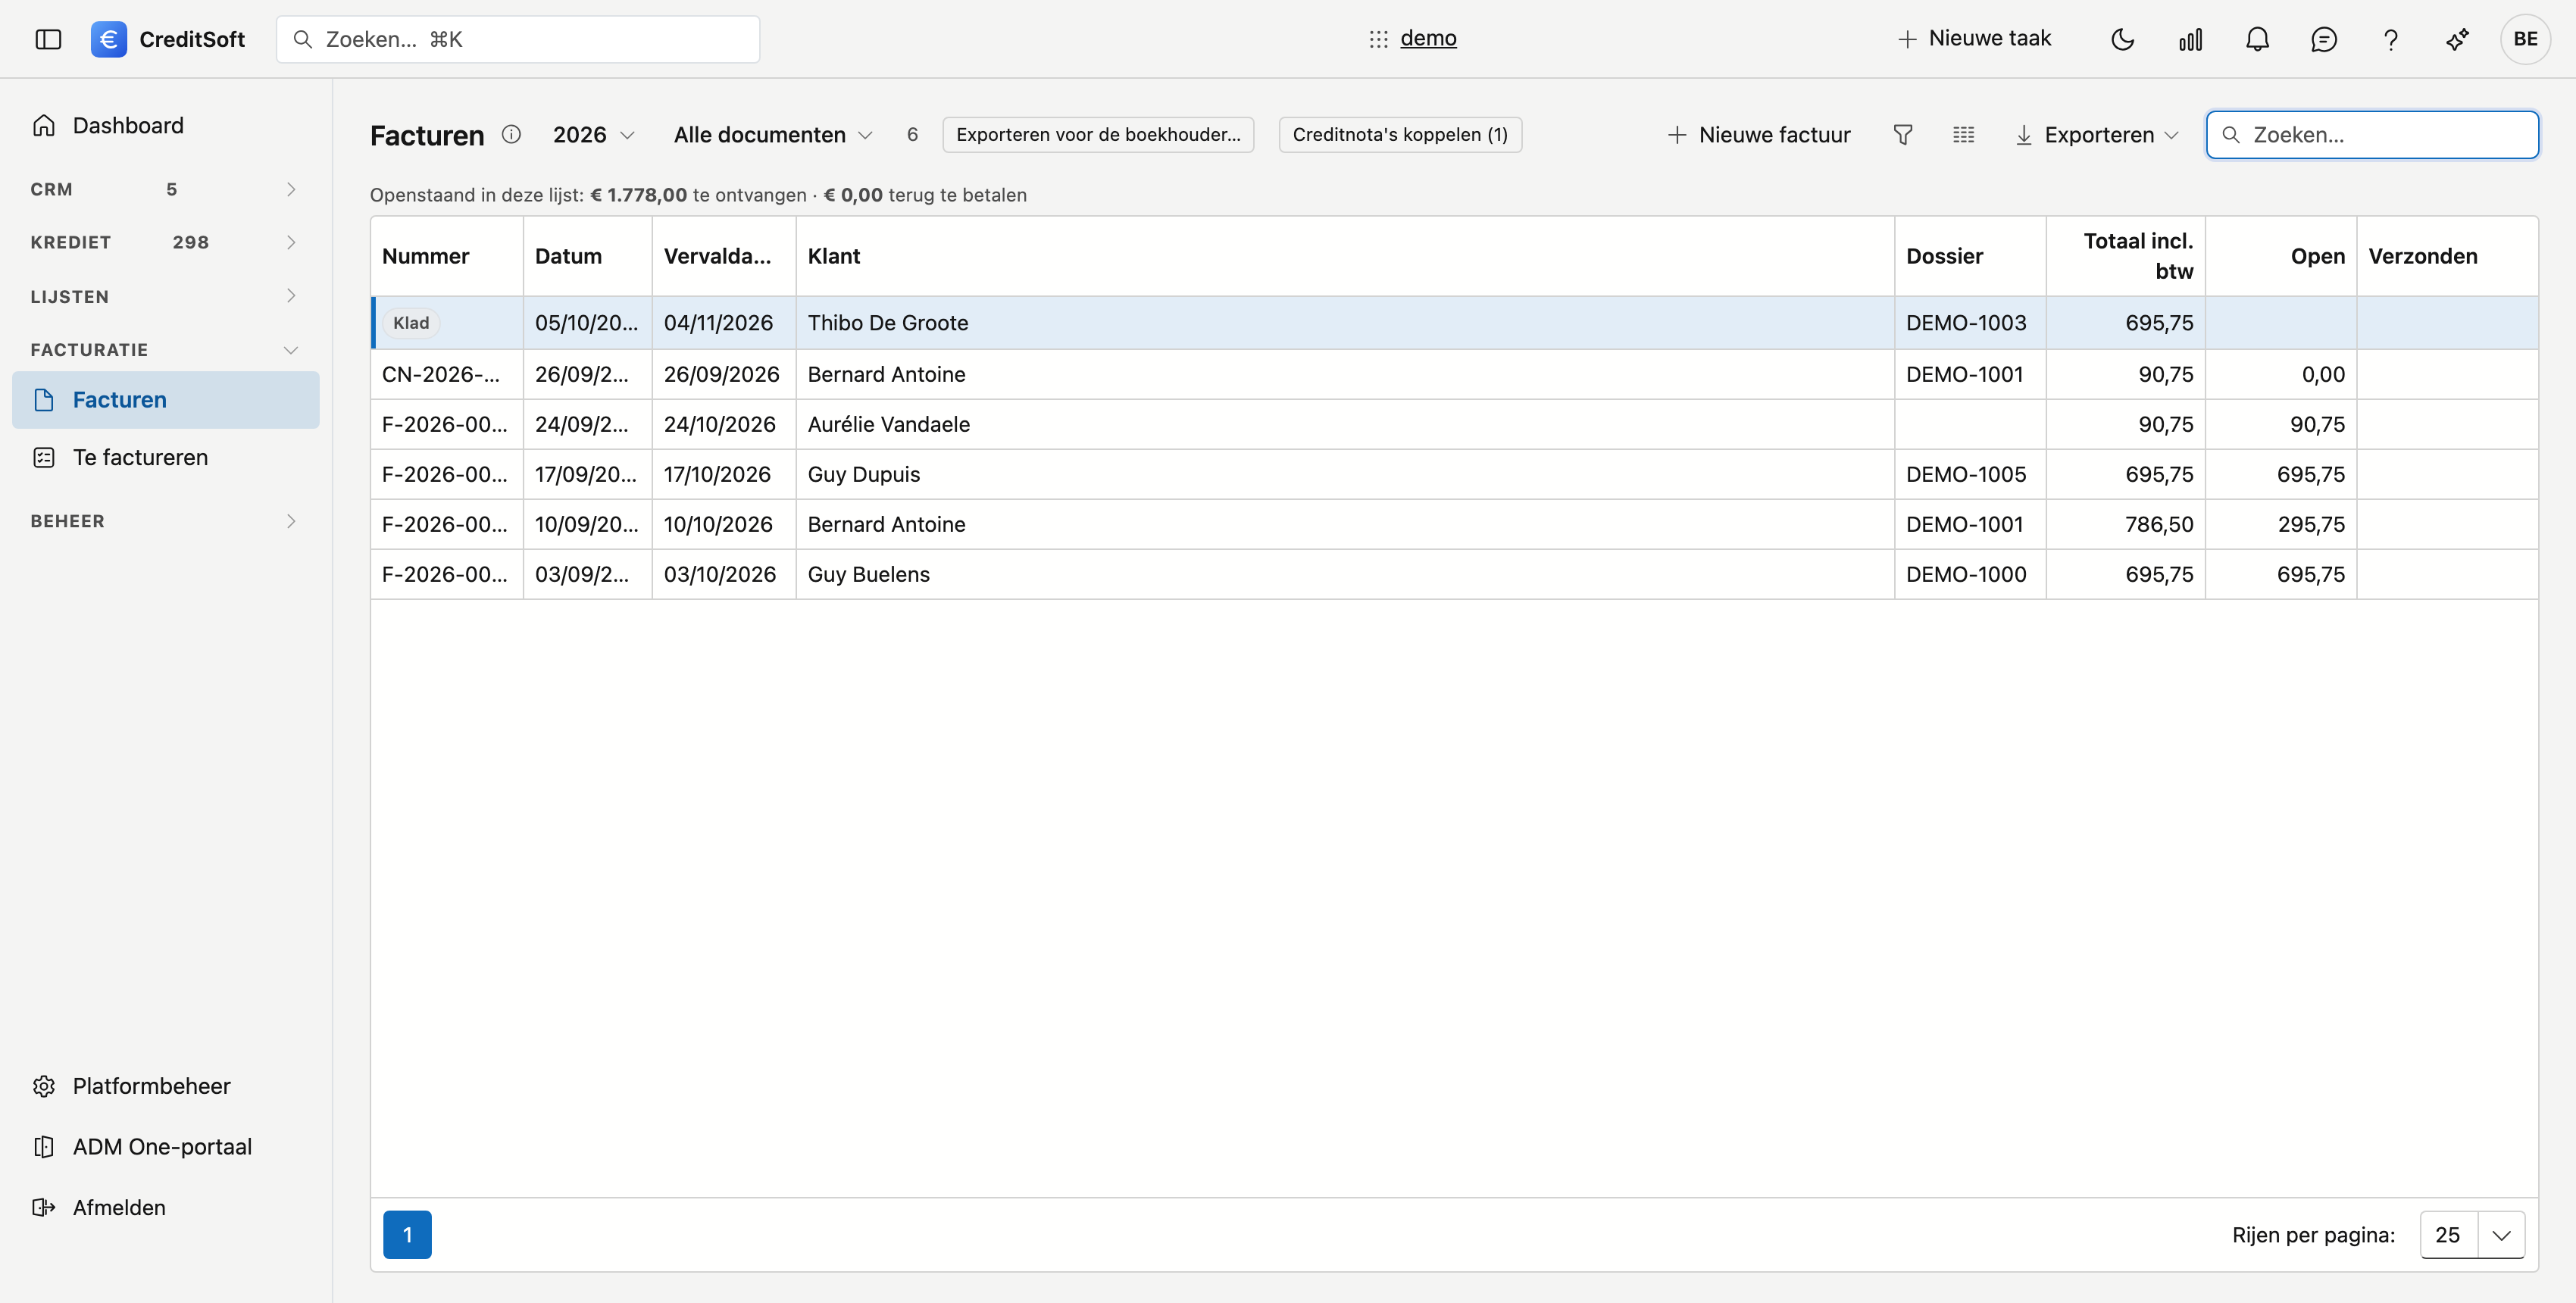 CreditSoft
Zoeken... ⌘K
demo
Nieuwe taak
BE
Dashboard
CRM 5
KREDIET 298
LIJSTEN
FACTURATIE
Facturen
Te factureren
BEHEER
Platformbeheer
ADM One-portaal
Afmelden
Facturen 2026 Alle documenten 6 Exporteren voor de boekhouder... Creditnota's koppelen (1) Nieuwe factuur Exporteren Zoeken...
Openstaand in deze lijst: € 1.778,00 te ontvangen · € 0,00 terug te betalen
Nummer Datum Vervalda... Klant Dossier Totaal incl. btw Open Verzonden
Klad 05/10/20... 04/11/2026 Thibo De Groote DEMO-1003 695,75
CN-2026-... 26/09/2... 26/09/2026 Bernard Antoine DEMO-1001 90,75 0,00
F-2026-00... 24/09/2... 24/10/2026 Aurélie Vandaele 90,75 90,75
F-2026-00... 17/09/20... 17/10/2026 Guy Dupuis DEMO-1005 695,75 695,75
F-2026-00... 10/09/20... 10/10/2026 Bernard Antoine DEMO-1001 786,50 295,75
F-2026-00... 03/09/2... 03/10/2026 Guy Buelens DEMO-1000 695,75 695,75
1
Rijen per pagina: 25